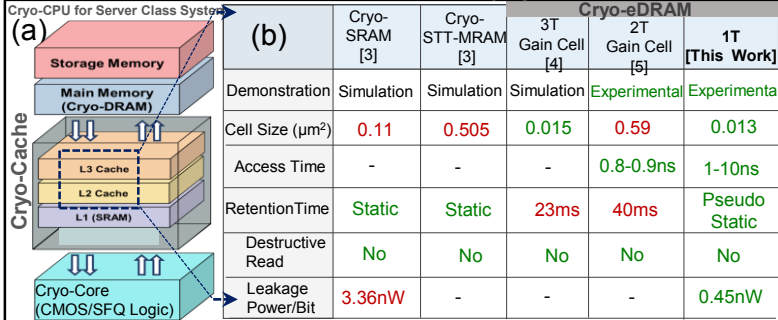 Cryo-CPU for Server Class System
(a)
Storage Memory
Main Memory
(Cryo-DRAM)
Cryo-Cache
L3 Cache
L2 Cache
L1 (SRAM)
Cryo-Core
(CMOS/SFQ Logic)
(b)
Cryo-eDRAM
Cryo-
SRAM
[3]
Cryo-
STT-MRAM
[3]
3T
Gain Cell
[4]
2T
Gain Cell
[5]
1T
[This Work]
Demonstration Simulation Simulation Simulation Experimental Experimenta
Cell Size (µm²) 0.11 0.505 0.015 0.59 0.013
Access Time - - - 0.8-0.9ns 1-10ns
RetentionTime Static Static 23ms 40ms Pseudo
Static
Destructive
Read No No No No No
Leakage
Power/Bit 3.36nW - - - 0.45nW